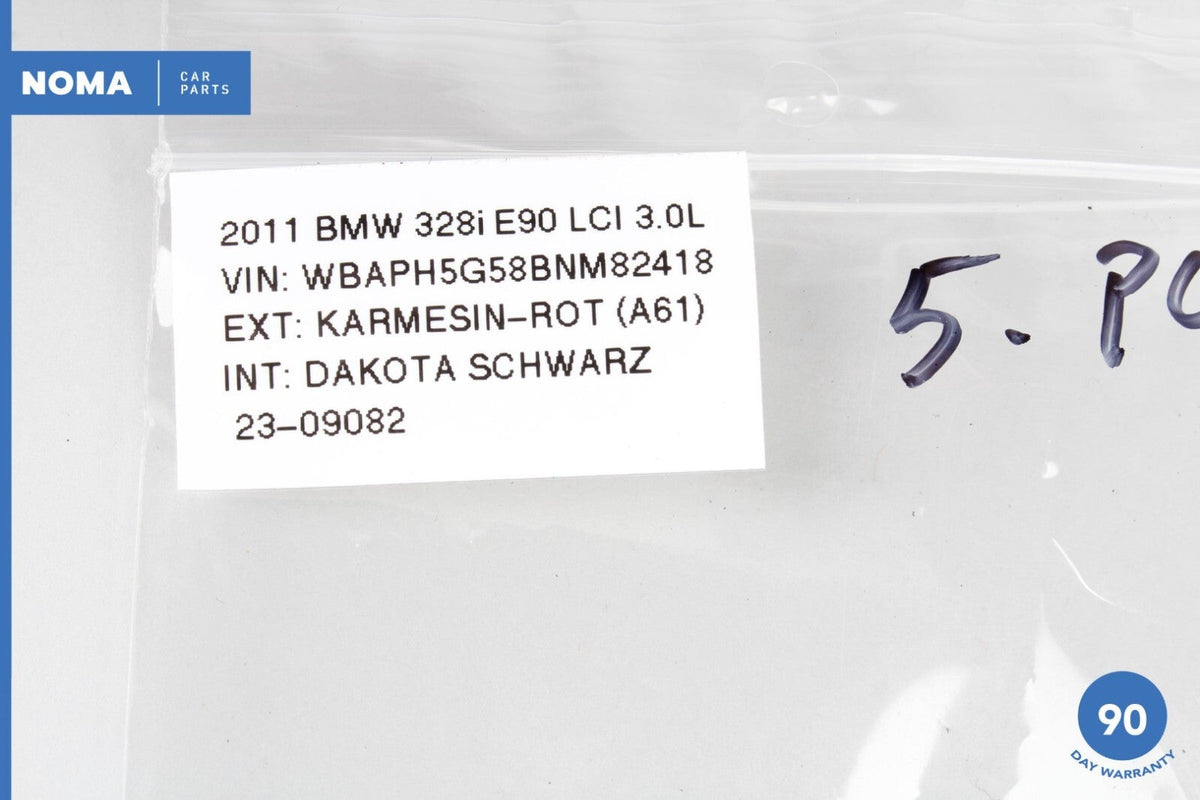 NOMA
CAR
PARTS
2011 BMW 328i E90 LCI 3.0L
VIN: WBAPH5G58BNM82418
EXT: KARMESIN-ROT (A61)
INT: DAKOTA SCHWARZ
23-09082
5.
90
DAY WARRANTY